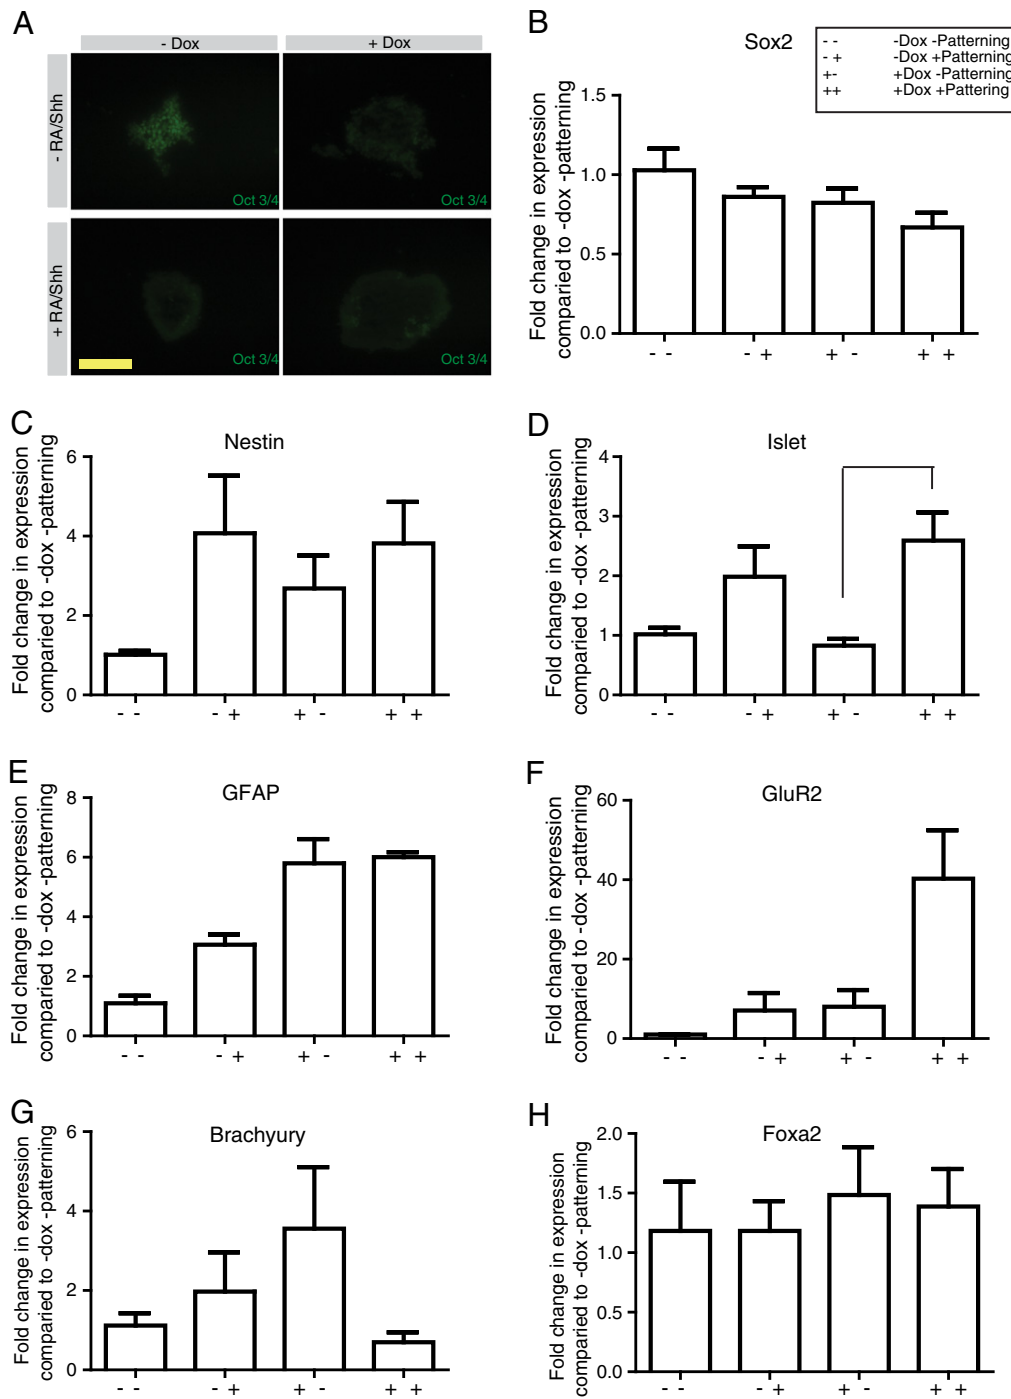 A
- Dox
+ Dox
- RA/Shh
Oct 3/4
Oct 3/4
+ RA/Shh
Oct 3/4
Oct 3/4
B
Sox2
- - -Dox -Patterning
- + -Dox +Patterning
+- +Dox -Patterning
++ +Dox +Pattering
Fold change in expression
comparied to -dox -patterning
1.5
1.0
0.5
0.0
- -
- +
+ -
+ +
C
Nestin
Fold change in expression
comparied to -dox -patterning
6
4
2
0
- -
- +
+ -
+ +
D
Islet
Fold change in expression
comparied to -dox -patterning
4
3
2
1
0
- -
- +
+ -
+ +
E
GFAP
Fold change in expression
comparied to -dox -patterning
8
6
4
2
0
- -
- +
+ -
+ +
F
GluR2
Fold change in expression
comparied to -dox -patterning
60
40
20
0
- -
- +
+ -
+ +
G
Brachyury
Fold change in expression
comparied to -dox -patterning
6
4
2
0
- -
- +
+ -
+ +
H
Foxa2
Fold change in expression
comparied to -dox -patterning
2.0
1.5
1.0
0.5
0.0
- -
- +
+ -
+ +